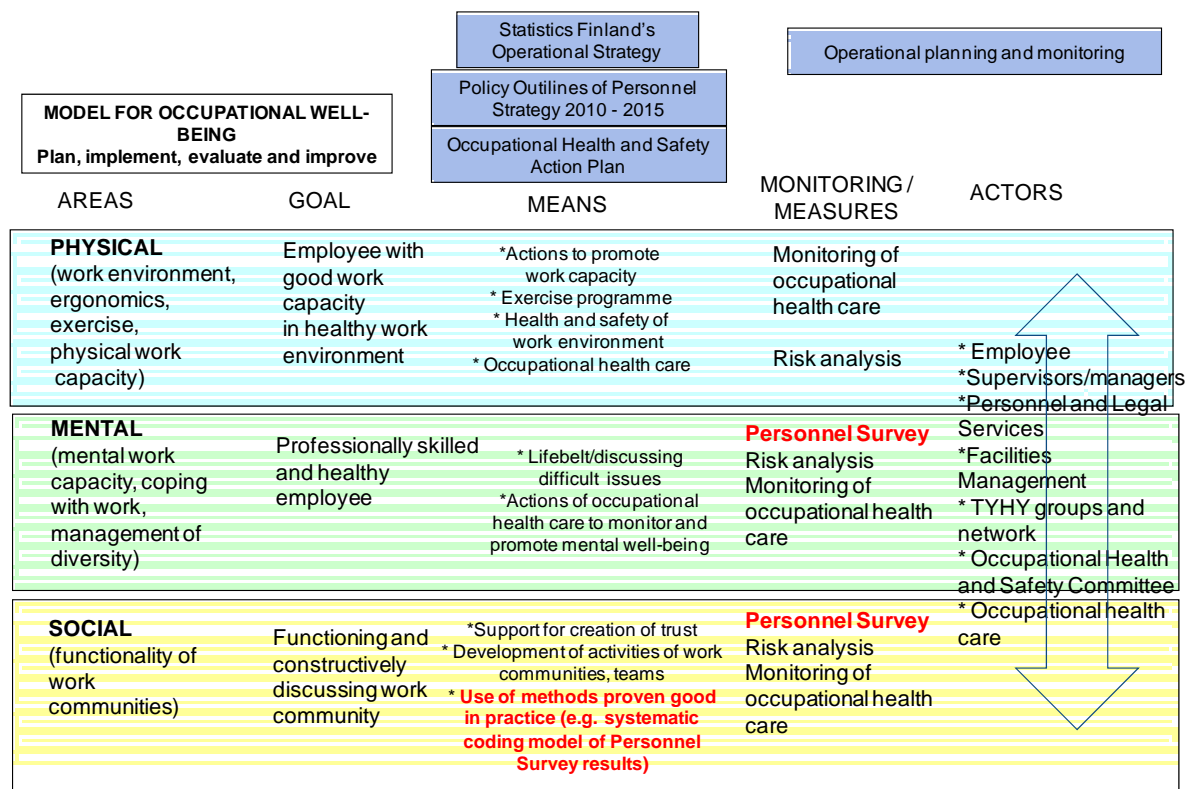 Statistics Finland's
Operational Strategy
Operational planning and monitoring
Policy Outilines of Personnel
Strategy 2010 - 2015
Occupational Health and Safety
Action Plan
MODEL FOR OCCUPATIONAL WELL-
BEING
Plan, implement, evaluate and improve
AREAS
GOAL
MEANS
MONITORING /
MEASURES
ACTORS
PHYSICAL
(work environment,
ergonomics,
exercise,
physical work
capacity)
Employee with
good work
capacity
in healthy work
environment
*Actions to promote
work capacity
* Exercise programme
* Health and safety of
work environment
* Occupational health care
Monitoring of
occupational
health care
Risk analysis
* Employee
*Supervisors/managers
*Personnel and Legal
Services
*Facilities
Management
* TYHY groups and
network
* Occupational Health
and Safety Committee
* Occupational health
care
MENTAL
(mental work
capacity, coping
with work,
management of
diversity)
Professionally skilled
and healthy
employee
* Lifebelt/discussing
difficult issues
*Actions of occupational
health care to monitor and
promote mental well-being
Personnel Survey
Risk analysis
Monitoring of
occupational health
care
SOCIAL
(functionality of
work
communities)
Functioning and
constructively
discussing work
community
*Support for creation of trust
* Development of activities of work
communities, teams
* Use of methods proven good
in practice (e.g. systematic
coding model of Personnel
Survey results)
Personnel Survey
Risk analysis
Monitoring of
occupational health
care